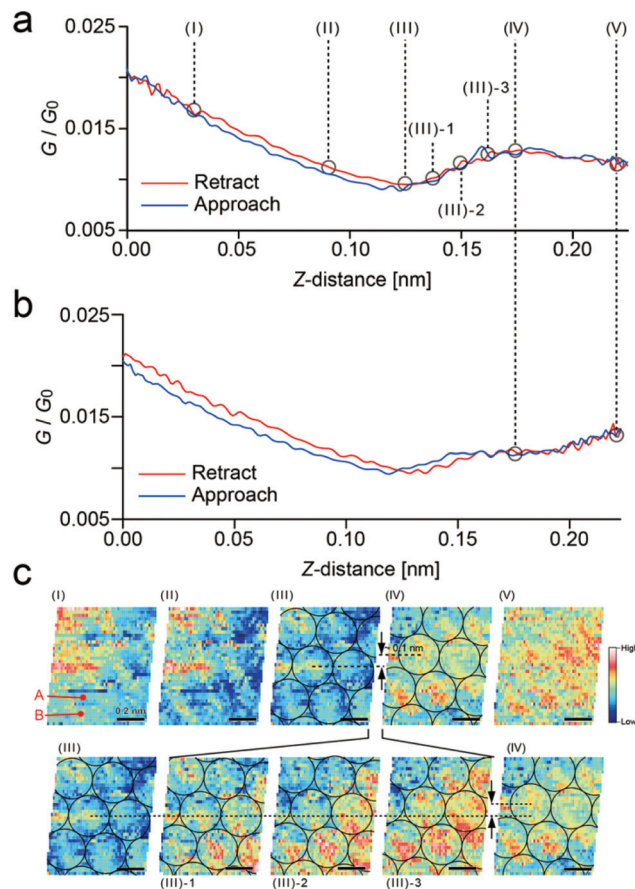 a
(I) (II) (III) (IV) (V)
0.025
(III)-3
(III)-1
0.015
G / G0
Retract
Approach
(III)-2
0.005
0.00 0.05 0.10 0.15 0.20
Z-distance [nm]
b
0.025
0.015
G / G0
Retract
Approach
0.005
0.00 0.05 0.10 0.15 0.20
Z-distance [nm]
c
(I) (II) (III) (IV) (V)
0.1 nm
High
A
B
0.2 nm
Low
(III) (IV)
(III)-1 (III)-2 (III)-3